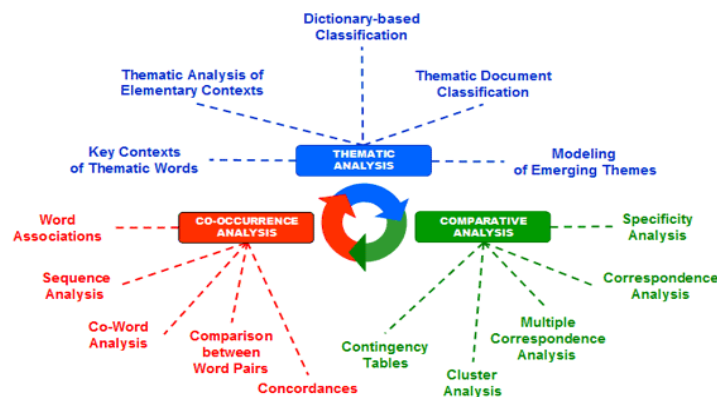 Dictionary-based
Classification
Thematic Analysis of
Elementary Contexts
Thematic Document
Classification
Key Contexts
of Thematic Words
THEMATIC
ANALYSIS
Modeling
of Emerging Themes
Word
Associations
CO-OCCURRENCE
ANALYSIS
COMPARATIVE
ANALYSIS
Specificity
Analysis
Sequence
Analysis
Correspondence
Analysis
Co-Word
Analysis
Comparison
between
Word Pairs
Concordances
Contingency
Tables
Cluster
Analysis
Multiple
Correspondence
Analysis